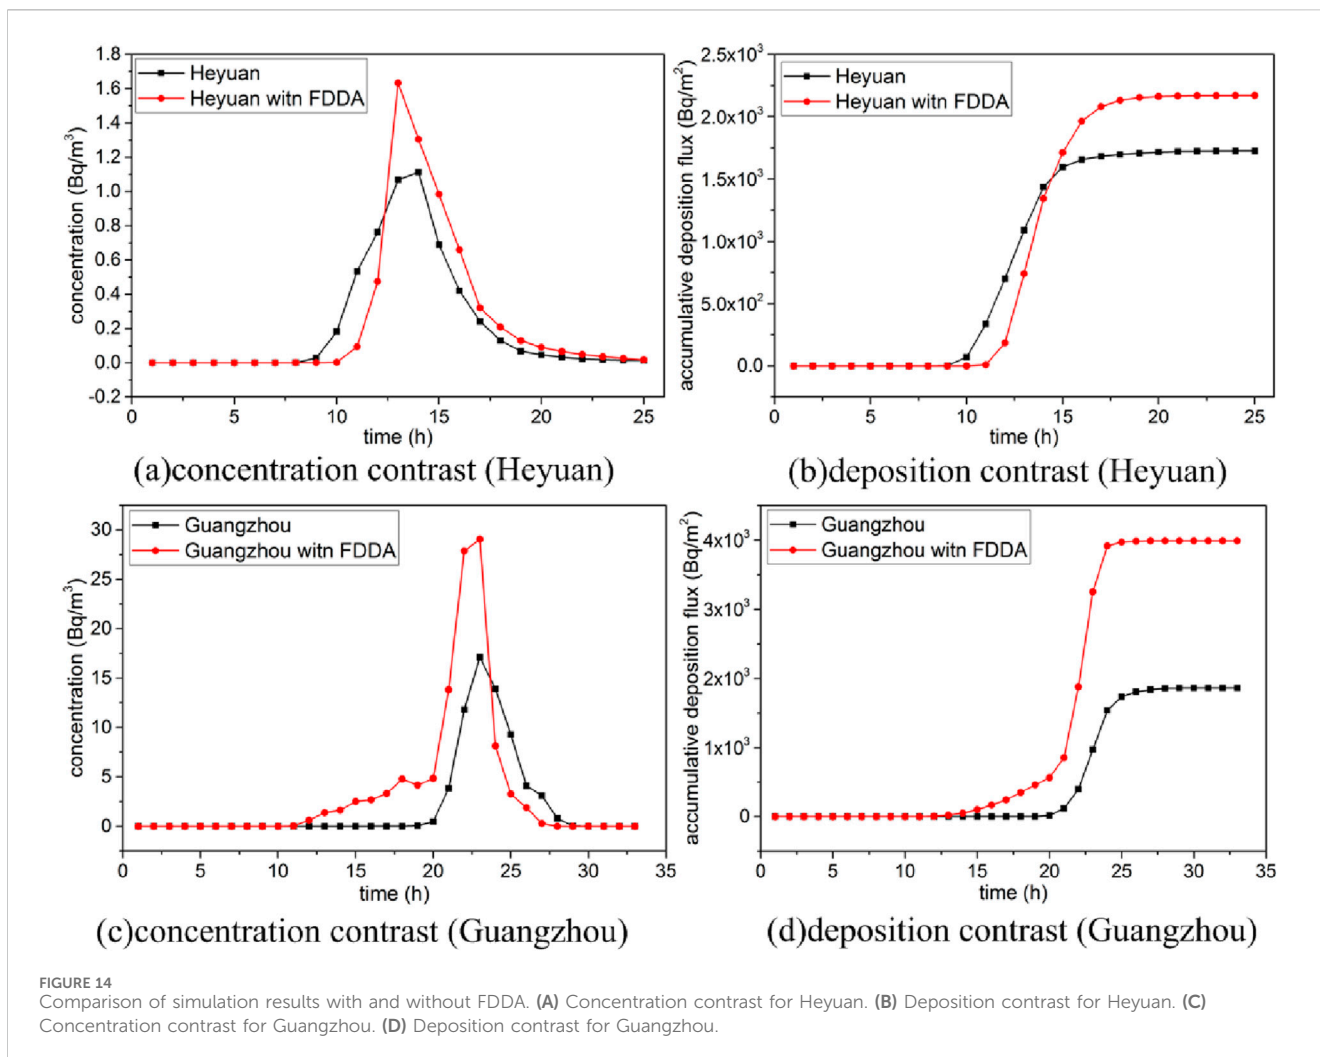 1.8
1.6
1.4
1.2
1.0
0.8
0.6
0.4
0.2
0.0
-0.2
concentration (Bq/m³)
Heyuan
Heyuan witn FDDA
0 5 10 15 20 25
time (h)
(a)concentration contrast (Heyuan)
2.5x10³
2.0x10³
1.5x10³
1.0x10³
5.0x10²
0.0
accumulative deposition flux (Bq/m²)
Heyuan
Heyuan witn FDDA
0 5 10 15 20 25
time (h)
(b)deposition contrast (Heyuan)
30
25
20
15
10
5
0
concentration (Bq/m³)
Guangzhou
Guangzhou witn FDDA
0 5 10 15 20 25 30 35
time (h)
(c)concentration contrast (Guangzhou)
4x10³
3x10³
2x10³
1x10³
0
accumulative deposition flux (Bq/m²)
Guangzhou
Guangzhou witn FDDA
0 5 10 15 20 25 30 35
time (h)
(d)deposition contrast (Guangzhou)
FIGURE 14
Comparison of simulation results with and without FDDA. (A) Concentration contrast for Heyuan. (B) Deposition contrast for Heyuan. (C)
Concentration contrast for Guangzhou. (D) Deposition contrast for Guangzhou.